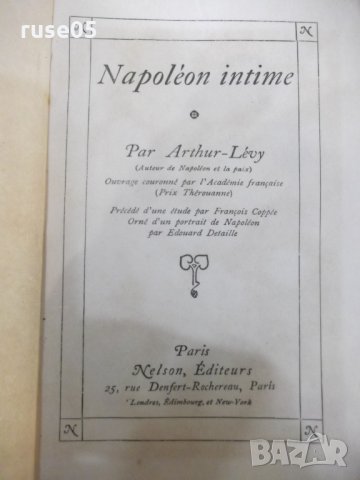 ruse05
N N
Napoléon intime
Par Arthur-Lévy
(Auteur de Napoléon et la paix)
Ouvrage couronné par l'Académie française
(Prix Thérouanne)
Précédé d'une étude par François Coppée
Orné d'un portrait de Napoléon
par Edouard Detaille
Paris
Nelson, Éditeurs
25, rue Denfert-Rochereau, Paris
Londres, Édimbourg, et New-York
N N
BAZAR